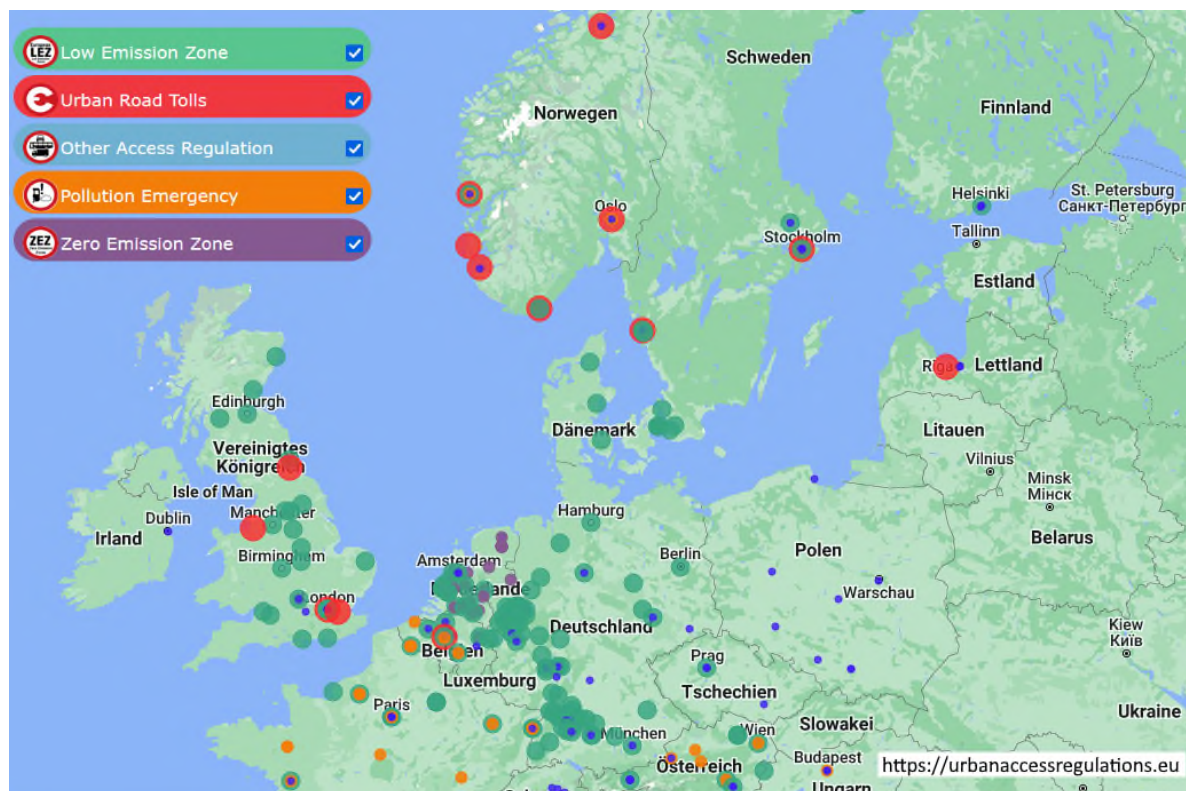 Low Emission Zone
Urban Road Tolls
Other Access Regulation
Pollution Emergency
ZEZ
Zero Emission Zone
LEZ
Schweden
Norwegen
Finnland
Oslo
Helsinki
St. Petersburg
Санкт-Петербург
Stockholm
Tallinn
Estland
Riga
Lettland
Edinburgh
Dänemark
Litauen
Vereinigtes
Königreich
Vilnius
Isle of Man
Minsk
Мінск
Dublin
Manchester
Hamburg
Irland
Belarus
Birmingham
Amsterdam
Berlin
Polen
Niederlande
Warschau
London
Deutschland
Kiew
Київ
Belgien
Prag
Luxemburg
Tschechien
Paris
Ukraine
Slowakei
München
Wien
Budapest
Österreich
https://urbanaccessregulations.eu
Ungarn